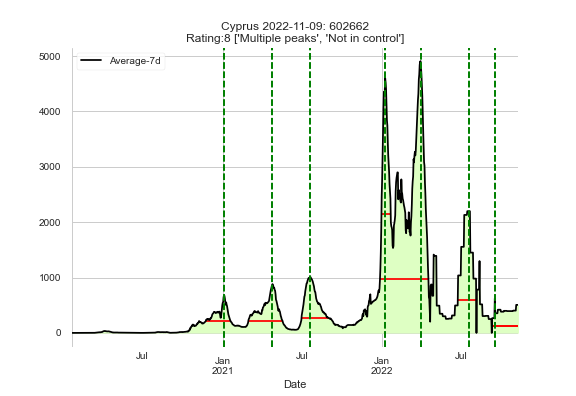 Cyprus 2022-11-09: 602662
Rating:8 ['Multiple peaks', 'Not in control']
Average-7d
5000
4000
3000
2000
1000
0
Jul
Jan
2021
Jul
Jan
2022
Jul
Date